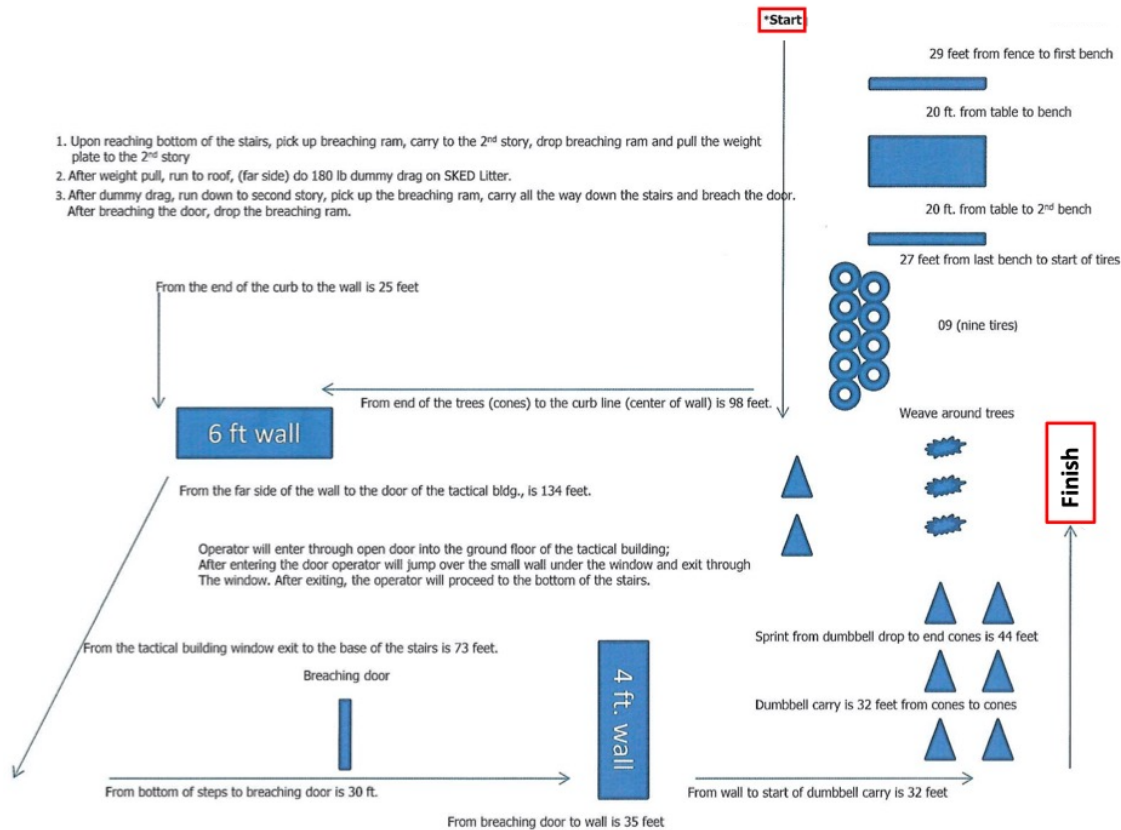 *Start
29 feet from fence to first bench
20 ft. from table to bench
1. Upon reaching bottom of the stairs, pick up breaching ram, carry to the 2nd story, drop breaching ram and pull the weight
plate to the 2nd story
2. After weight pull, run to roof, (far side) do 180 lb dummy drag on SKED Litter.
3. After dummy drag, run down to second story, pick up the breaching ram, carry all the way down the stairs and breach the door.
After breaching the door, drop the breaching ram.
20 ft. from table to 2nd bench
27 feet from last bench to start of tires
From the end of the curb to the wall is 25 feet
09 (nine tires)
From end of the trees (cones) to the curb line (center of wall) is 98 feet.
Weave around trees
6 ft wall
Finish
From the far side of the wall to the door of the tactical bldg., is 134 feet.
Operator will enter through open door into the ground floor of the tactical building;
After entering the door operator will jump over the small wall under the window and exit through
The window. After exiting, the operator will proceed to the bottom of the stairs.
Sprint from dumbbell drop to end cones is 44 feet
From the tactical building window exit to the base of the stairs is 73 feet.
Breaching door
4 ft. wall
Dumbbell carry is 32 feet from cones to cones
From bottom of steps to breaching door is 30 ft.
From wall to start of dumbbell carry is 32 feet
From breaching door to wall is 35 feet